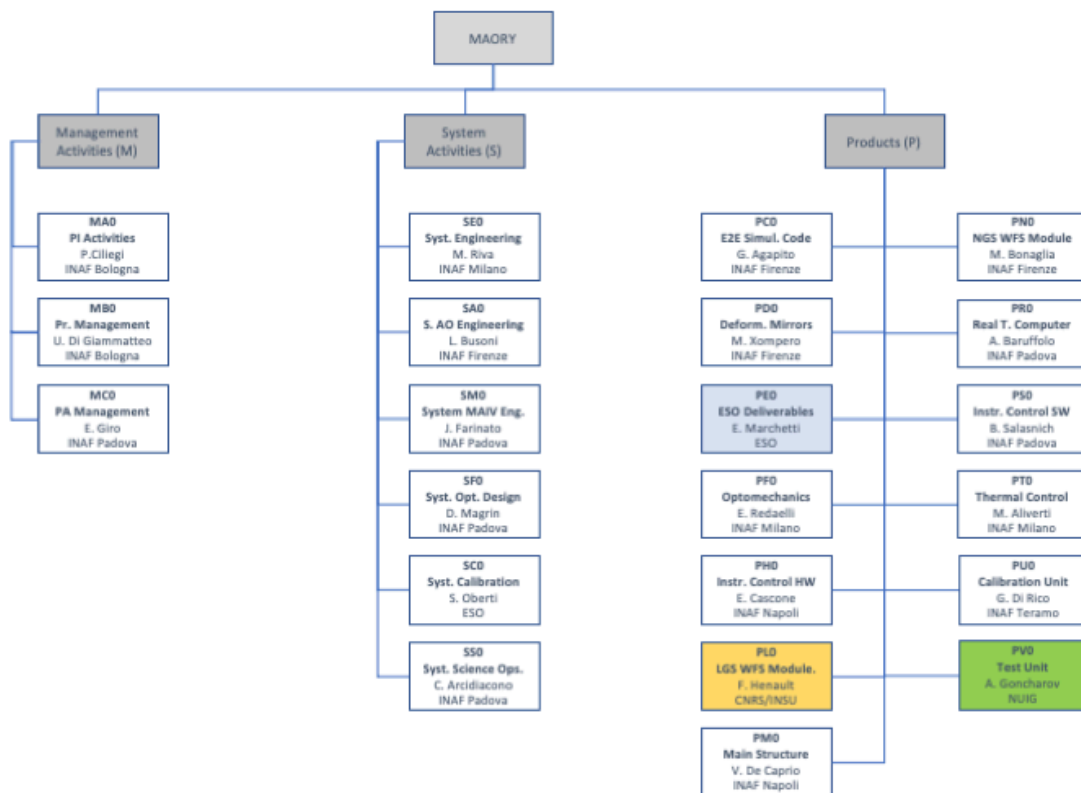 MAORY
Management
Activities (M)
System
Activities (S)
Products (P)
MA0
PI Activities
P.Ciliegi
INAF Bologna
MB0
Pr. Management
U. Di Giammatteo
INAF Bologna
MC0
PA Management
E. Giro
INAF Padova
SE0
Syst. Engineering
M. Riva
INAF Milano
SA0
S. AO Engineering
L. Busoni
INAF Firenze
SM0
System MAIV Eng.
J. Farinato
INAF Padova
SF0
Syst. Opt. Design
D. Magrin
INAF Padova
SC0
Syst. Calibration
S. Oberti
ESO
SS0
Syst. Science Ops.
C. Arcidiacono
INAF Padova
PC0
E2E Simul. Code
G. Agapito
INAF Firenze
PD0
Deform. Mirrors
M. Xompero
INAF Firenze
PE0
ESO Deliverables
E. Marchetti
ESO
PF0
Optomechanics
E. Redaelli
INAF Milano
PH0
Instr. Control HW
E. Cascone
INAF Napoli
PL0
LGS WFS Module.
F. Henault
CNRS/INSU
PM0
Main Structure
V. De Caprio
INAF Napoli
PN0
NGS WFS Module
M. Bonaglia
INAF Firenze
PR0
Real T. Computer
A. Baruffolo
INAF Padova
PS0
Instr. Control SW
B. Salasnich
INAF Padova
PT0
Thermal Control
M. Aliverti
INAF Milano
PU0
Calibration Unit
G. Di Rico
INAF Teramo
PV0
Test Unit
A. Goncharov
NUIG